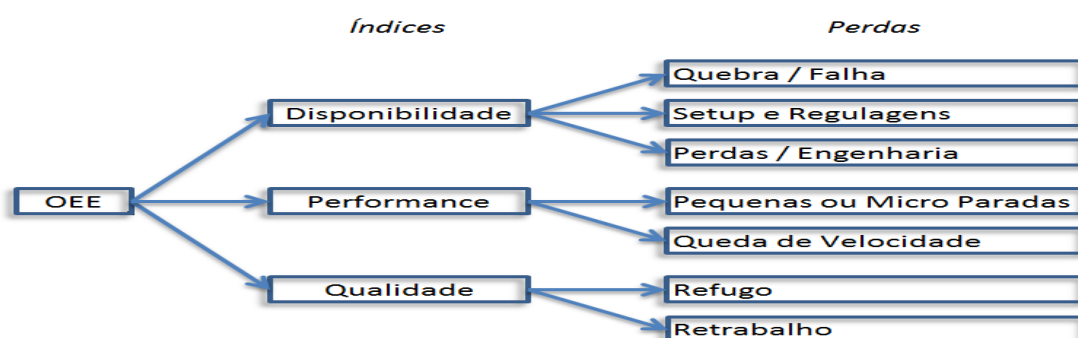 Índices Perdas
Quebra / Falha
Disponibilidade Setup e Regulagens
Perdas / Engenharia
OEE Performance Pequenas ou Micro Paradas
Queda de Velocidade
Qualidade Refugo
Retrabalho